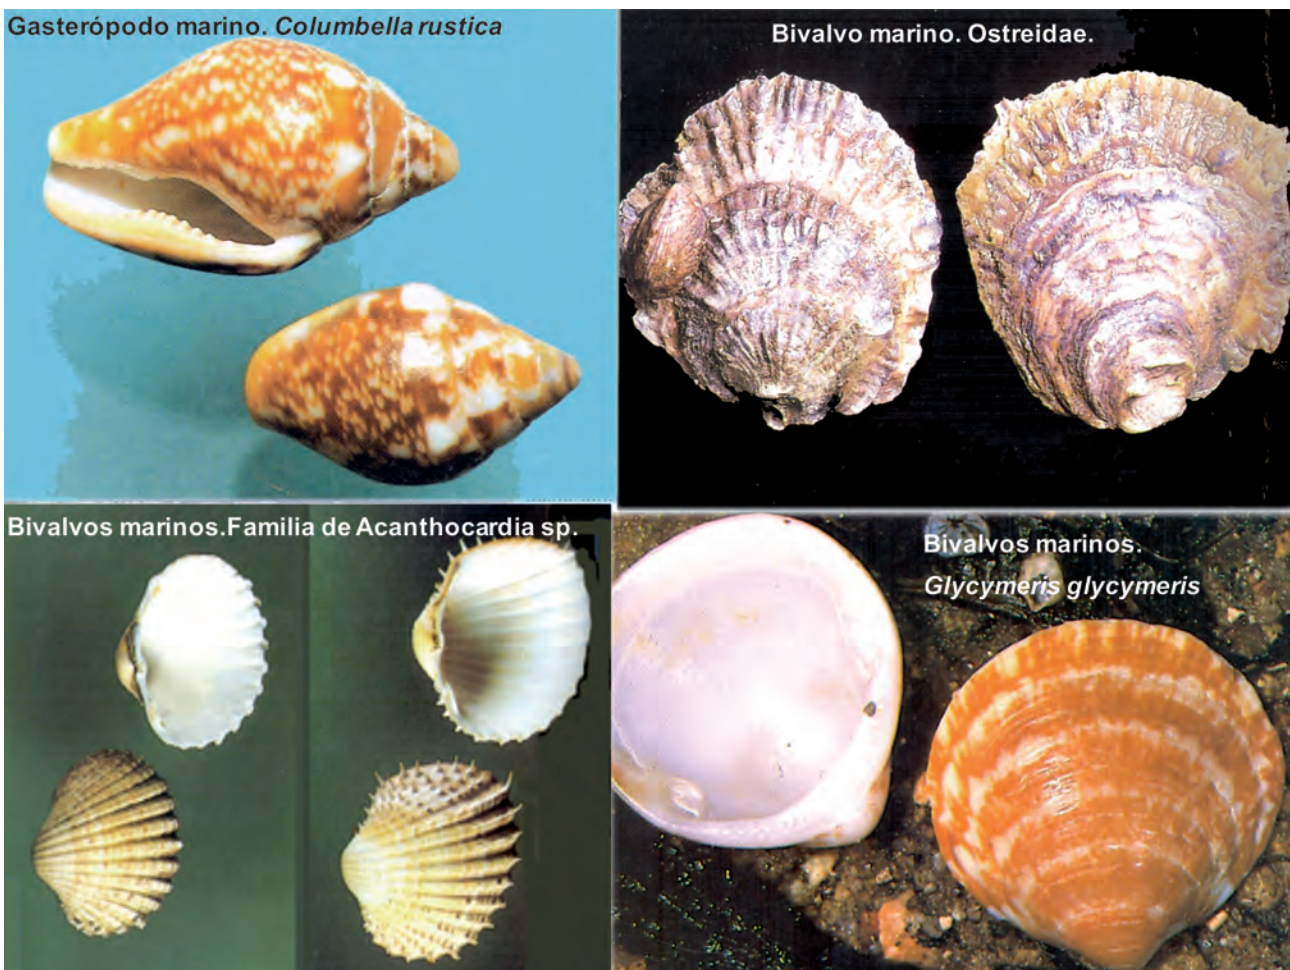 Gasterópodo marino. Columbella rustica
Bivalvo marino. Ostreidae.
Bivalvos marinos.Familia de Acanthocardia sp.
Bivalvos marinos.
Glycymeris glycymeris